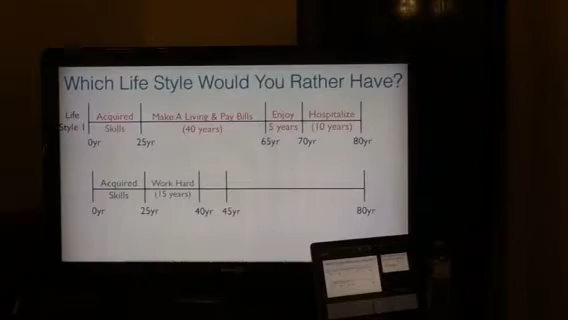 Which Life Style Would You Rather Have?
Life Style 1
Acquired Skills
Make A Living & Pay Bills (40 years)
Enjoy 5 years
Hospitalize (10 years)
0yr 25yr 65yr 70yr 80yr
Acquired Skills
Work Hard (15 years)
0yr 25yr 40yr 45yr 80yr